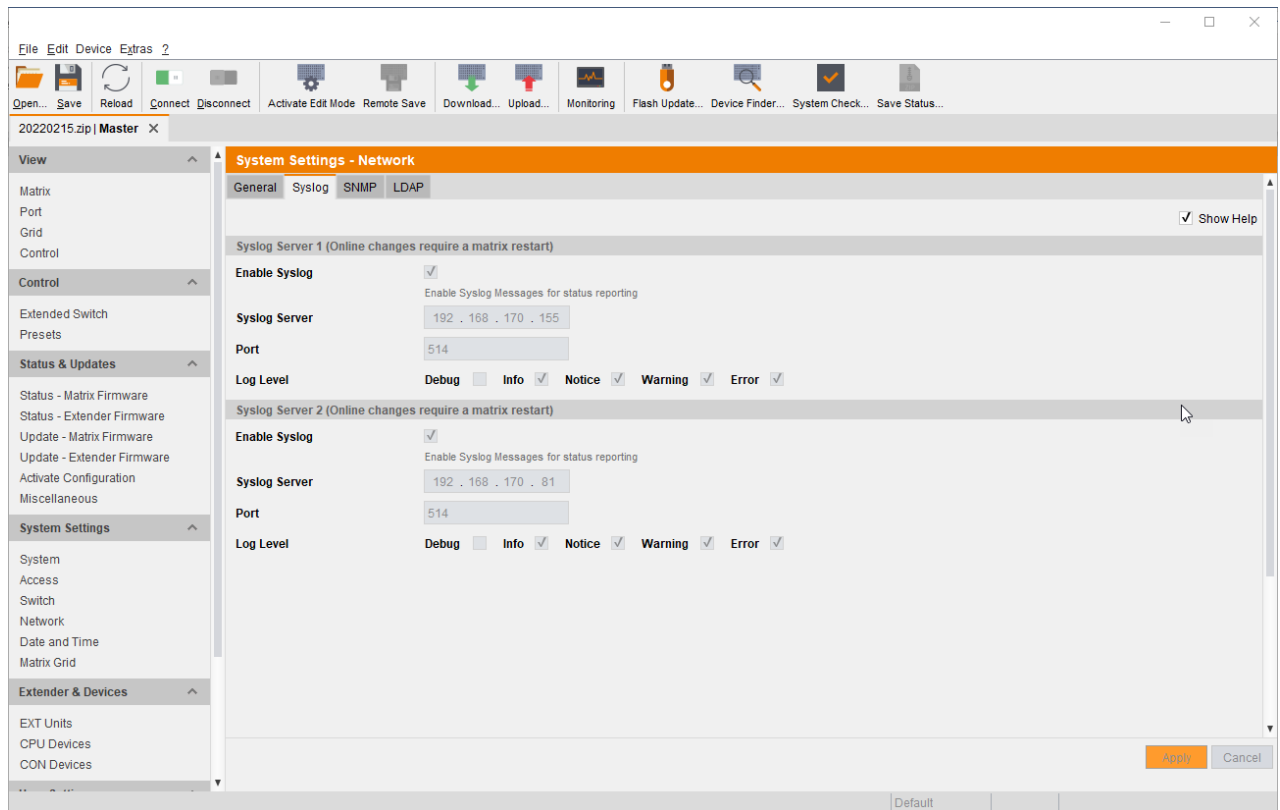 File Edit Device Extras ?
Open... Save Reload Connect Disconnect Activate Edit Mode Remote Save Download... Upload... Monitoring Flash Update... Device Finder... System Check... Save Status...
20220215.zip | Master
View
Matrix
Port
Grid
Control
Control
Extended Switch
Presets
Status & Updates
Status - Matrix Firmware
Status - Extender Firmware
Update - Matrix Firmware
Update - Extender Firmware
Activate Configuration
Miscellaneous
System Settings
System
Access
Switch
Network
Date and Time
Matrix Grid
Extender & Devices
EXT Units
CPU Devices
CON Devices
System Settings - Network
General Syslog SNMP LDAP
Show Help
Syslog Server 1 (Online changes require a matrix restart)
Enable Syslog
Enable Syslog Messages for status reporting
Syslog Server 192 . 168 . 170 . 155
Port 514
Log Level Debug Info Notice Warning Error
Syslog Server 2 (Online changes require a matrix restart)
Enable Syslog
Enable Syslog Messages for status reporting
Syslog Server 192 . 168 . 170 . 81
Port 514
Log Level Debug Info Notice Warning Error
Apply Cancel
Default